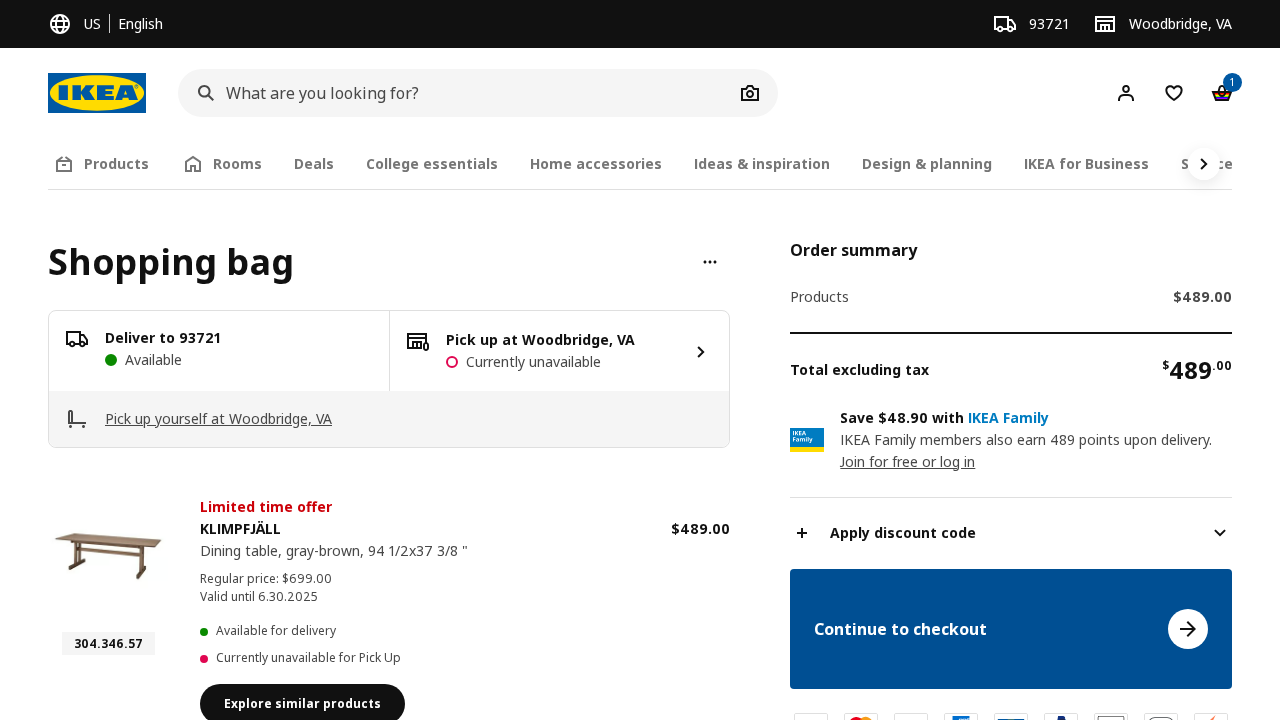 US English
93721
Woodbridge, VA
IKEA
What are you looking for?
1
Products
Rooms
Deals
College essentials
Home accessories
Ideas & inspiration
Design & planning
IKEA for Business
Shopping bag
Deliver to 93721
Available
Pick up at Woodbridge, VA
Currently unavailable
Pick up yourself at Woodbridge, VA
Limited time offer
KLIMPFJÄLL $489.00
Dining table, gray-brown, 94 1/2x37 3/8 "
Regular price: $699.00
Valid until 6.30.2025
304.346.57
Available for delivery
Currently unavailable for Pick Up
Explore similar products
Order summary
Products $489.00
Total excluding tax $489.00
IKEA
Family
Save $48.90 with IKEA Family
IKEA Family members also earn 489 points upon delivery.
Join for free or log in
Apply discount code
Continue to checkout